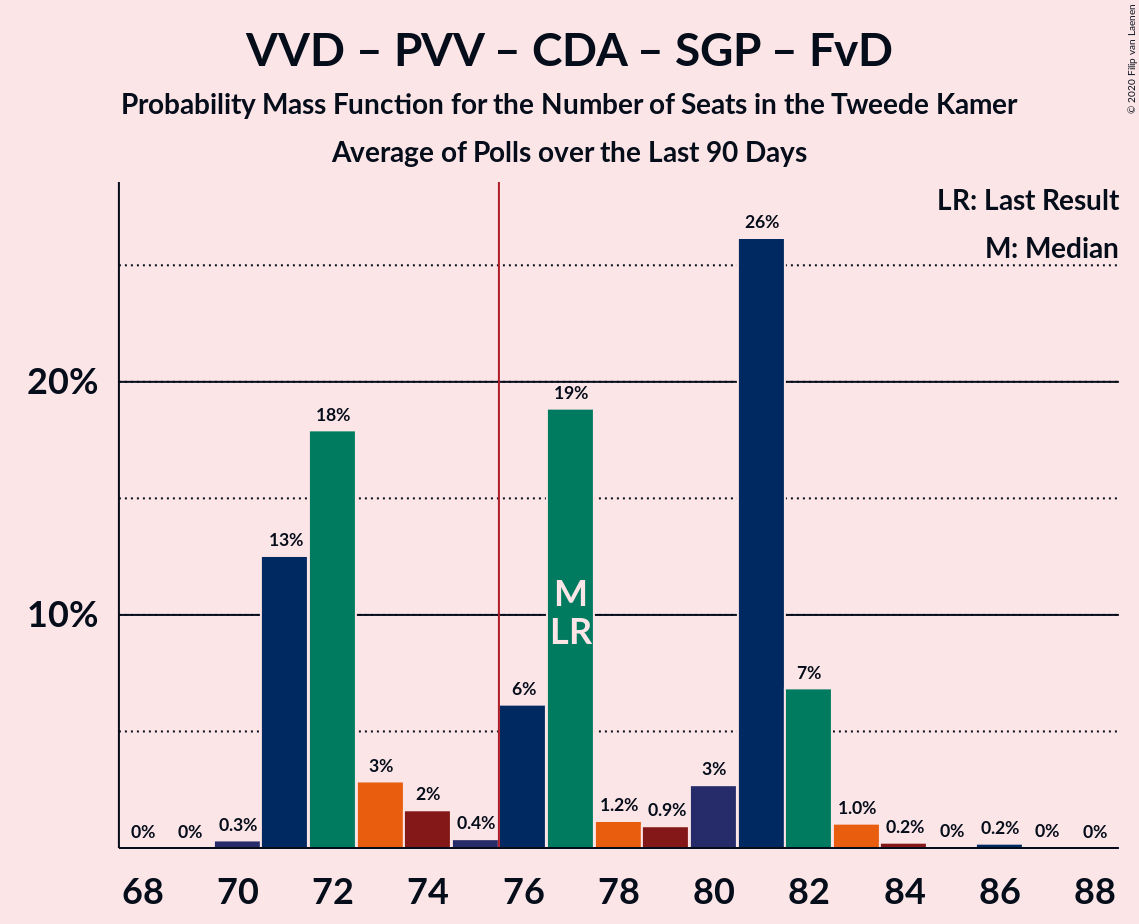 VVD – PVV – CDA – SGP – FvD
Probability Mass Function for the Number of Seats in the Tweede Kamer
Average of Polls over the Last 90 Days
© 2020 Filip van Laenen
LR: Last Result
M: Median
20%
10%
0%
0%
0.3%
13%
18%
3%
2%
0.4%
6%
19%
1.2%
0.9%
3%
26%
7%
1.0%
0.2%
0%
0.2%
0%
0%
M
LR
68 70 72 74 76 78 80 82 84 86 88